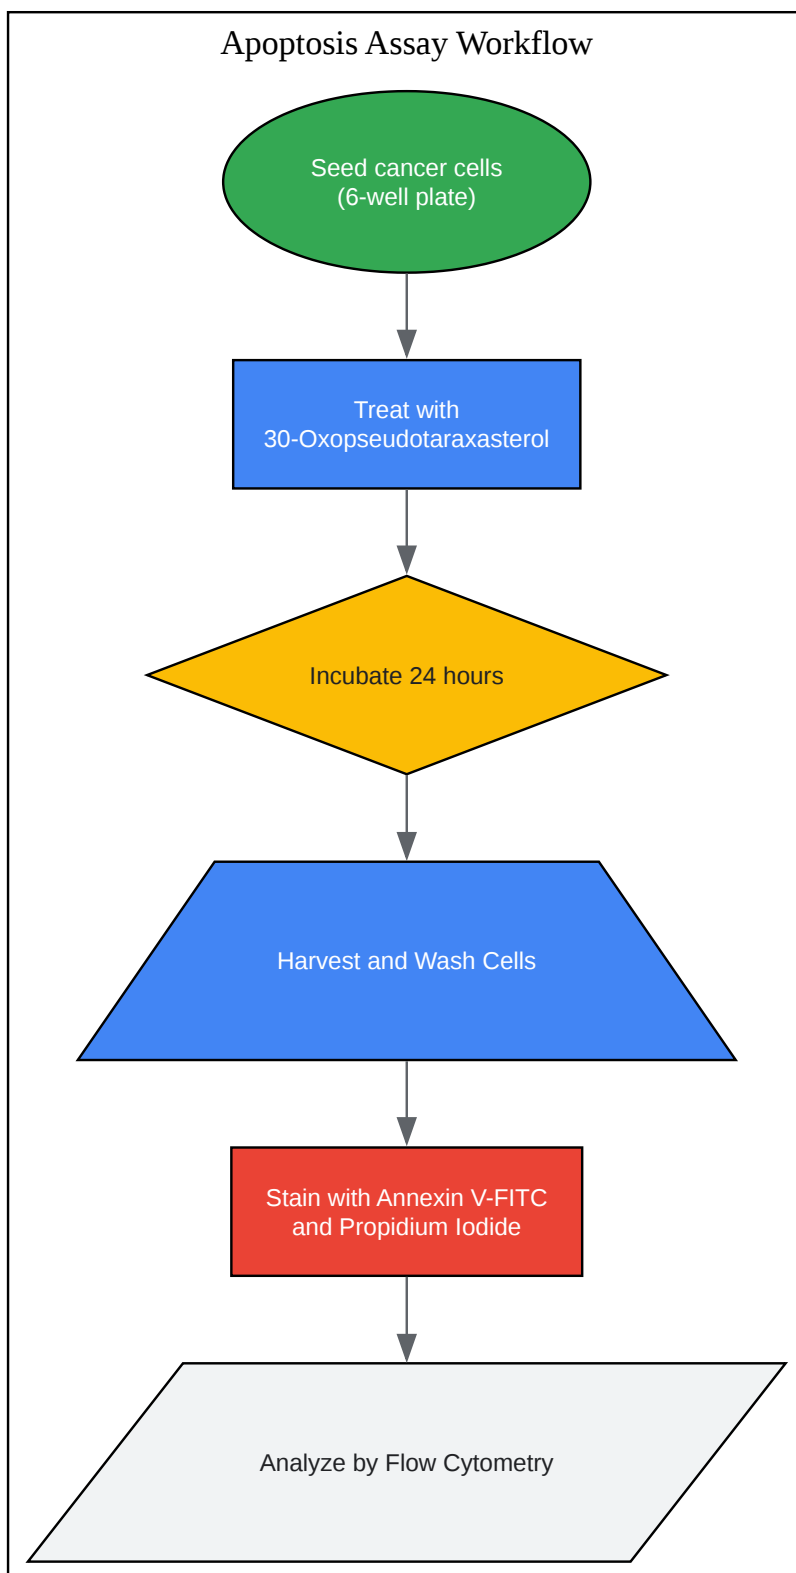 Apoptosis Assay Workflow
Seed cancer cells
(6-well plate)
Treat with
30-Oxopseudotaraxasterol
Incubate 24 hours
Harvest and Wash Cells
Stain with Annexin V-FITC
and Propidium Iodide
Analyze by Flow Cytometry